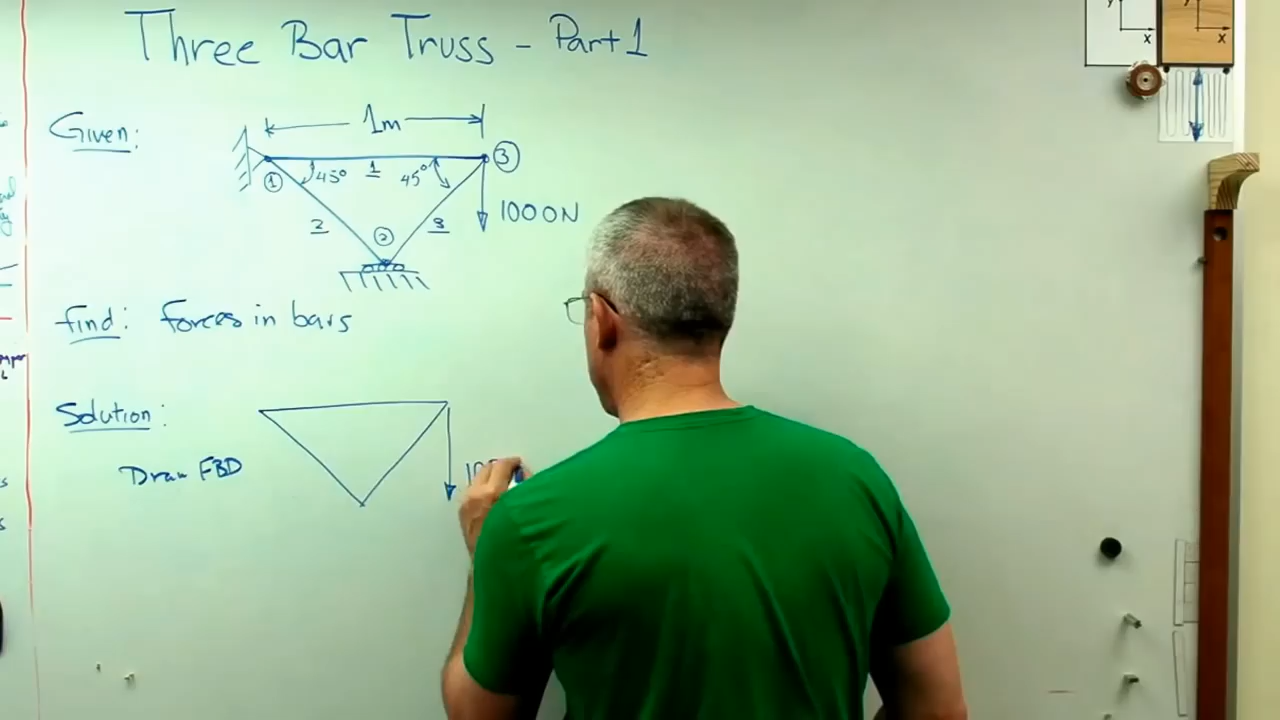 Three Bar Truss - Part 1
Given:
1m
1
45°
1
45°
3
1000N
2
2
3
Find: Forces in bars
Solution:
Draw FBD
y
x
y
x